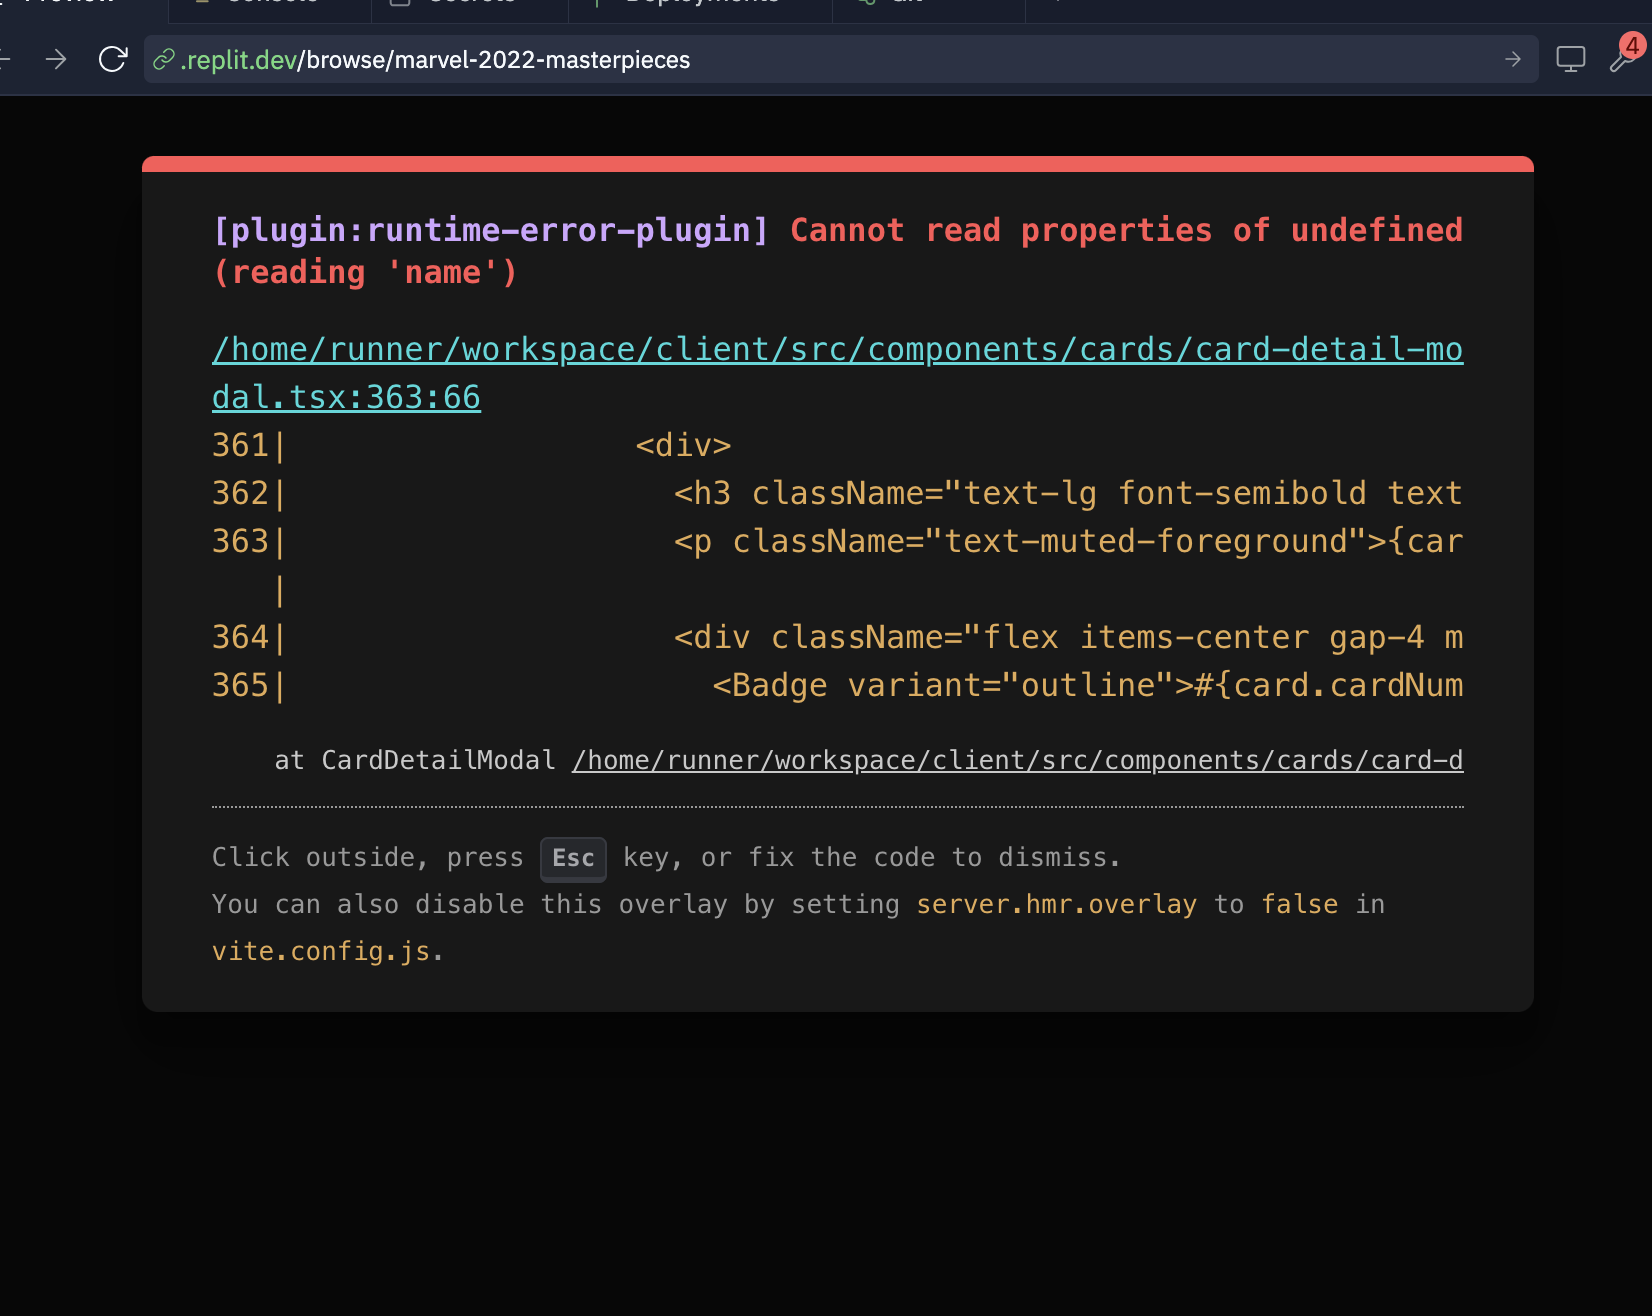 .replit.dev/browse/marvel-2022-masterpieces
4
[plugin:runtime-error-plugin] Cannot read properties of undefined
(reading 'name')
/home/runner/workspace/client/src/components/cards/card-detail-mo
dal.tsx:363:66
361|                  <div>
362|                    <h3 className="text-lg font-semibold text
363|                    <p className="text-muted-foreground">{car
   |
364|                    <div className="flex items-center gap-4 m
365|                      <Badge variant="outline">#{card.cardNum
at CardDetailModal /home/runner/workspace/client/src/components/cards/card-d
Click outside, press Esc key, or fix the code to dismiss.
You can also disable this overlay by setting server.hmr.overlay to false in
vite.config.js.